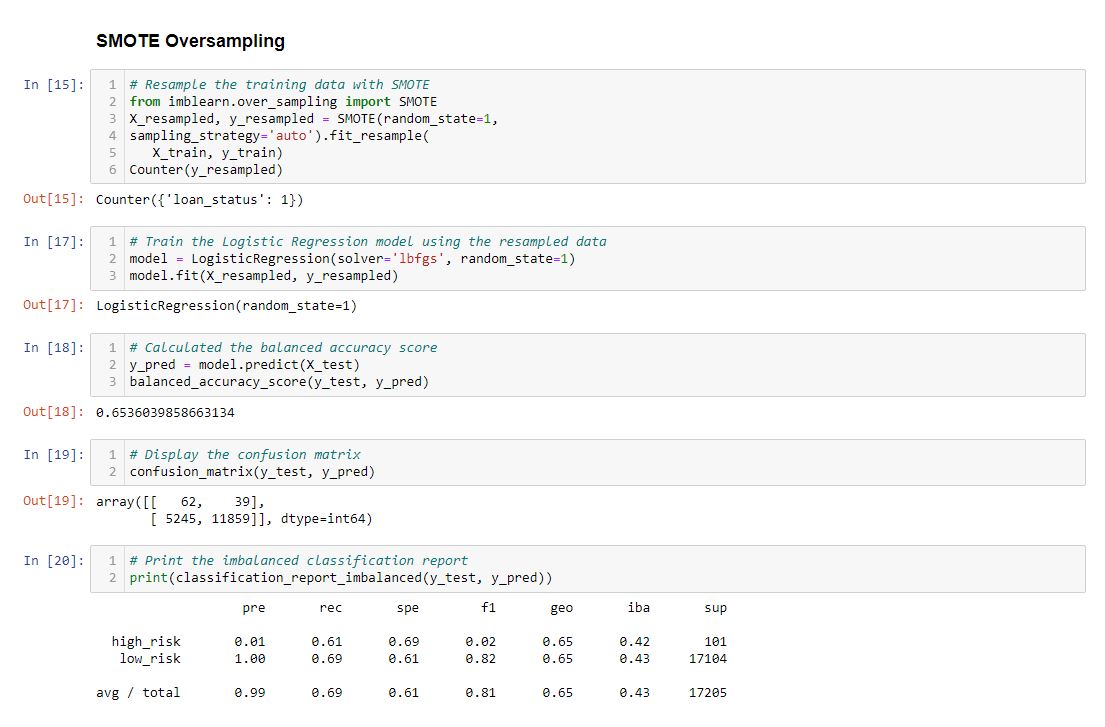 SMOTE Oversampling
In [15]:
1 # Resample the training data with SMOTE
2 from imblearn.over_sampling import SMOTE
3 X_resampled, y_resampled = SMOTE(random_state=1,
4 sampling_strategy='auto').fit_resample(
5    X_train, y_train)
6 Counter(y_resampled)
Out[15]: Counter({'loan_status': 1})
In [17]:
1 # Train the Logistic Regression model using the resampled data
2 model = LogisticRegression(solver='lbfgs', random_state=1)
3 model.fit(X_resampled, y_resampled)
Out[17]: LogisticRegression(random_state=1)
In [18]:
1 # Calculated the balanced accuracy score
2 y_pred = model.predict(X_test)
3 balanced_accuracy_score(y_test, y_pred)
Out[18]: 0.6536039858663134
In [19]:
1 # Display the confusion matrix
2 confusion_matrix(y_test, y_pred)
Out[19]: array([[   62,    39],
       [ 5245, 11859]], dtype=int64)
In [20]:
1 # Print the imbalanced classification report
2 print(classification_report_imbalanced(y_test, y_pred))
pre rec spe f1 geo iba sup
high_risk 0.01 0.61 0.69 0.02 0.65 0.42 101
low_risk 1.00 0.69 0.61 0.82 0.65 0.43 17104
avg / total 0.99 0.69 0.61 0.81 0.65 0.43 17205